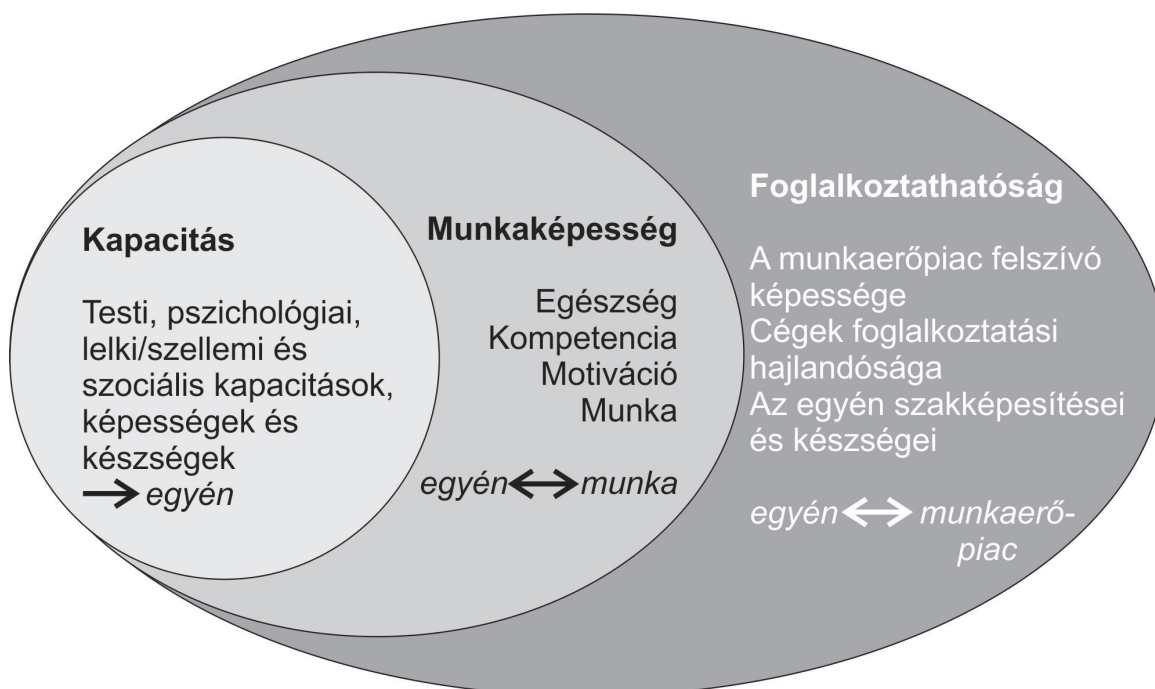 Kapacitás
Testi, pszichológiai,
lelki/szellemi és
szociális kapacitások,
képességek és
készségek
→ egyén
Munkaképesség
Egészség
Kompetencia
Motiváció
Munka
egyén ↔ munka
Foglalkoztathatóság
A munkaerőpiac felszívó
képessége
Cégek foglalkoztatási
hajlandósága
Az egyén szakképesítései
és készségei
egyén ↔ munkaerő-
piac